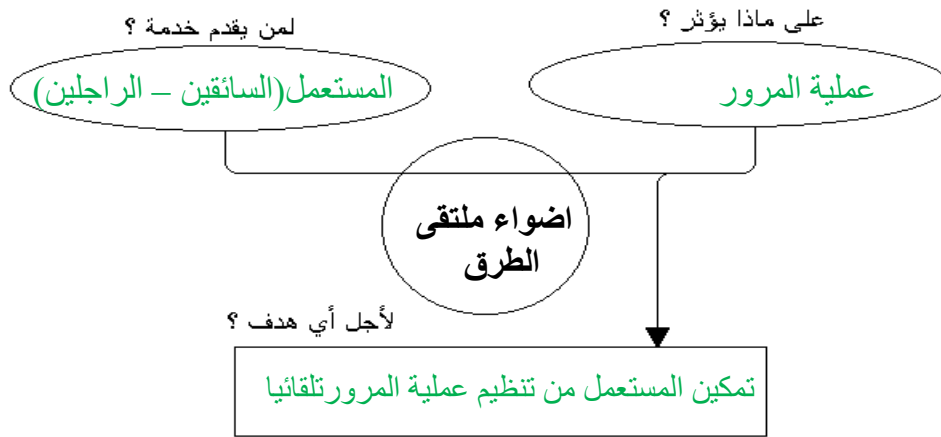 على ماذا يؤثر ؟
لمن يقدم خدمة ؟
عملية المرور
المستعمل(السائقين – الراجلين)
اضواء ملتقى
الطرق
لأجل أي هدف ؟
تمكين المستعمل من تنظيم عملية المرورتلقائيا